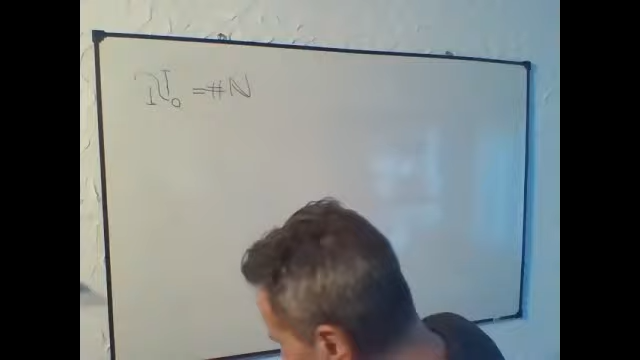 ℵ₀ = #ℕ